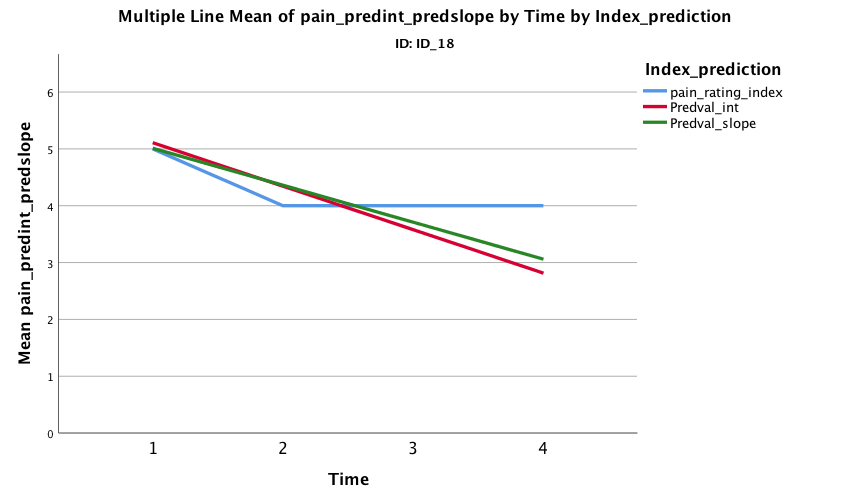 Multiple Line Mean of pain_predint_predslope by Time by Index_prediction
ID: ID_18
Index_prediction
pain_rating_index
Predval_int
Predval_slope
Mean pain_predint_predslope
6
5
4
3
2
1
0
1 2 3 4
Time